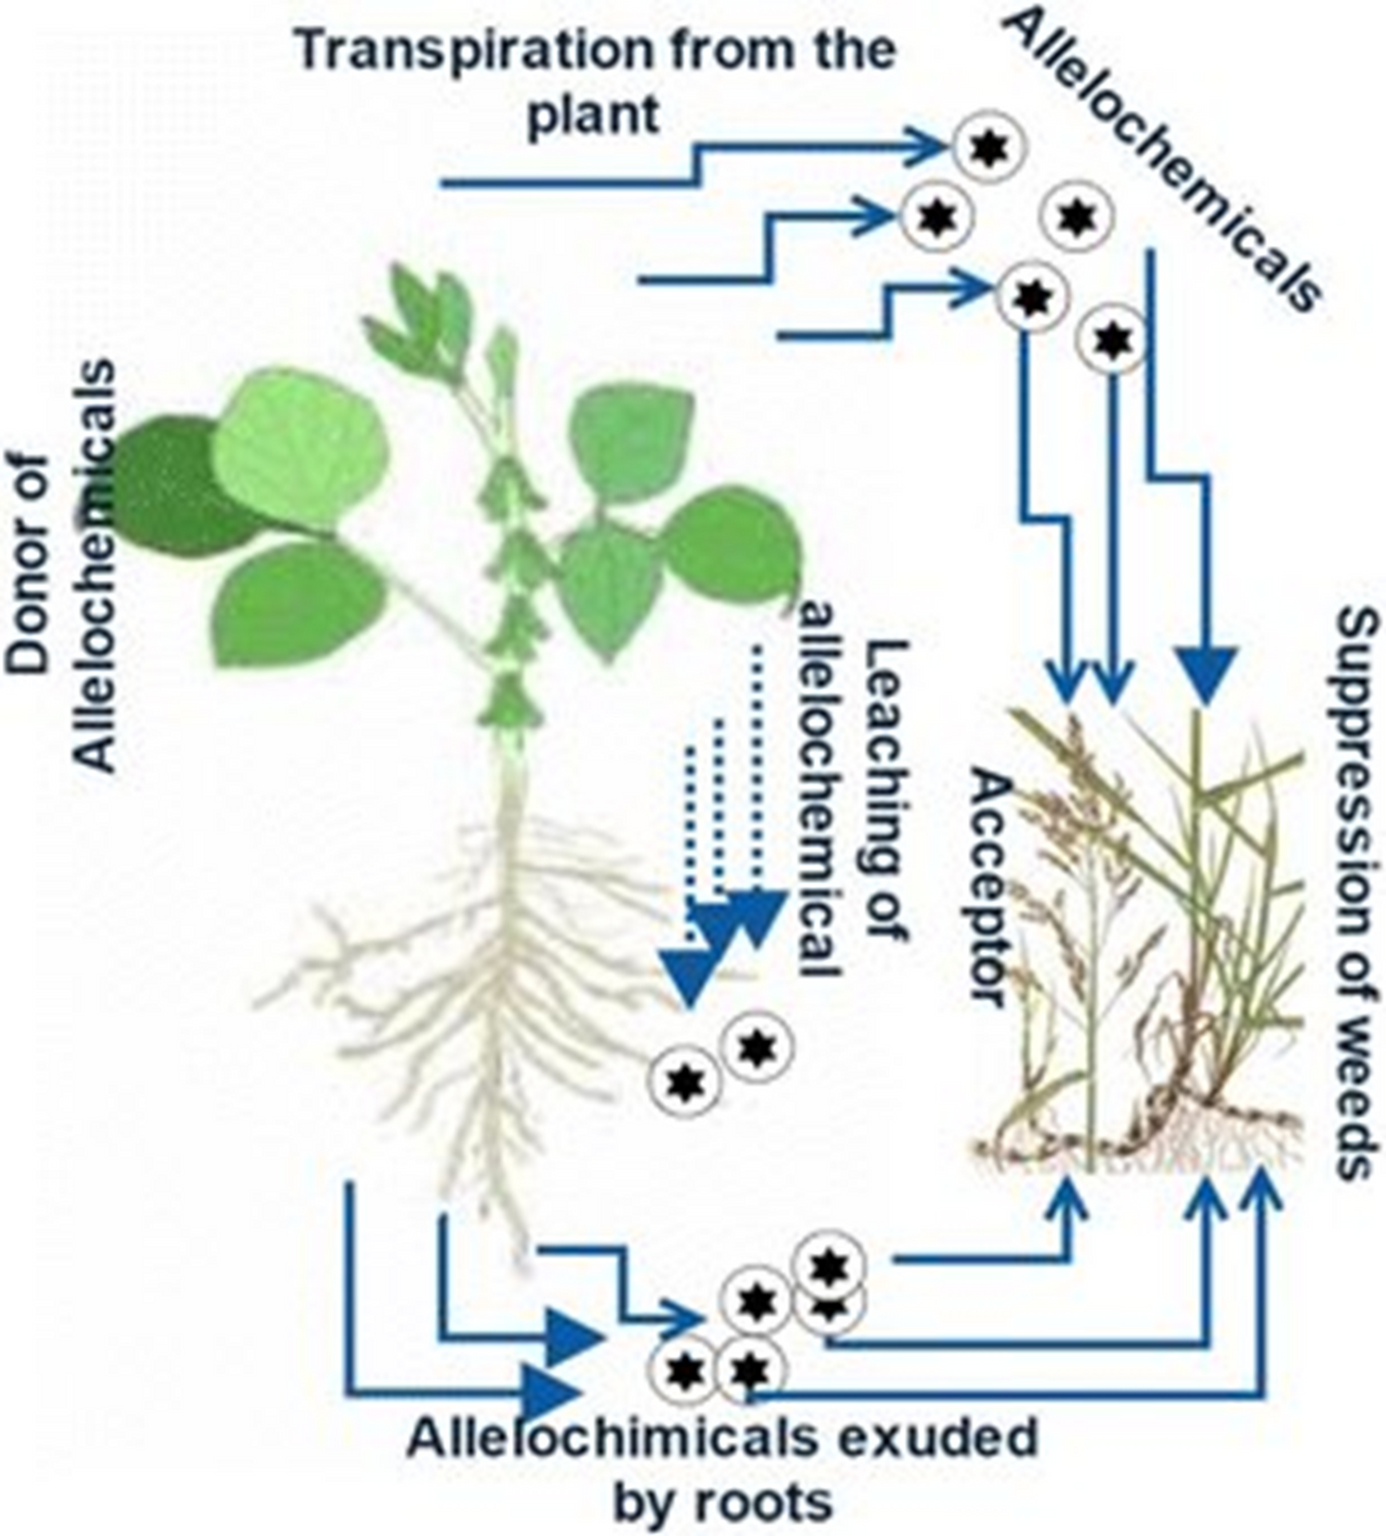 Transpiration from the
plant
Allelochemicals
Donor of
Allelochemicals
Leaching of
allelochemical
Acceptor
Suppression of weeds
Allelochimicals exuded
by roots